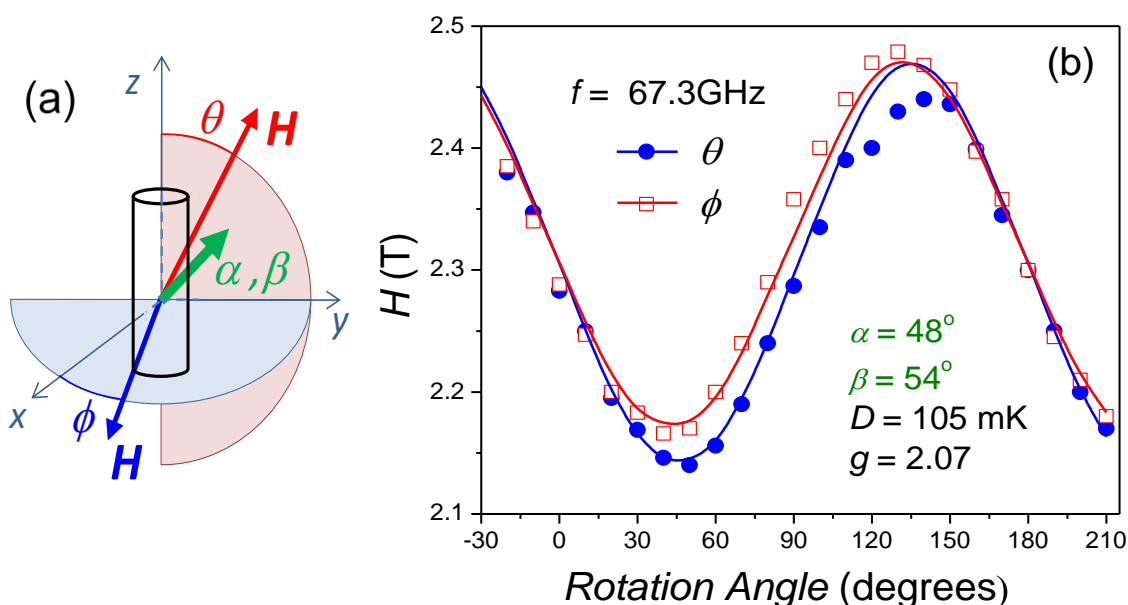 (a)
z
θ
H
α ,β
y
x
ϕ
H
(b)
f = 67.3GHz
θ
ϕ
α = 48°
β = 54°
D = 105 mK
g = 2.07
H (T)
2.5
2.4
2.3
2.2
2.1
-30 0 30 60 90 120 150 180 210
Rotation Angle (degrees)